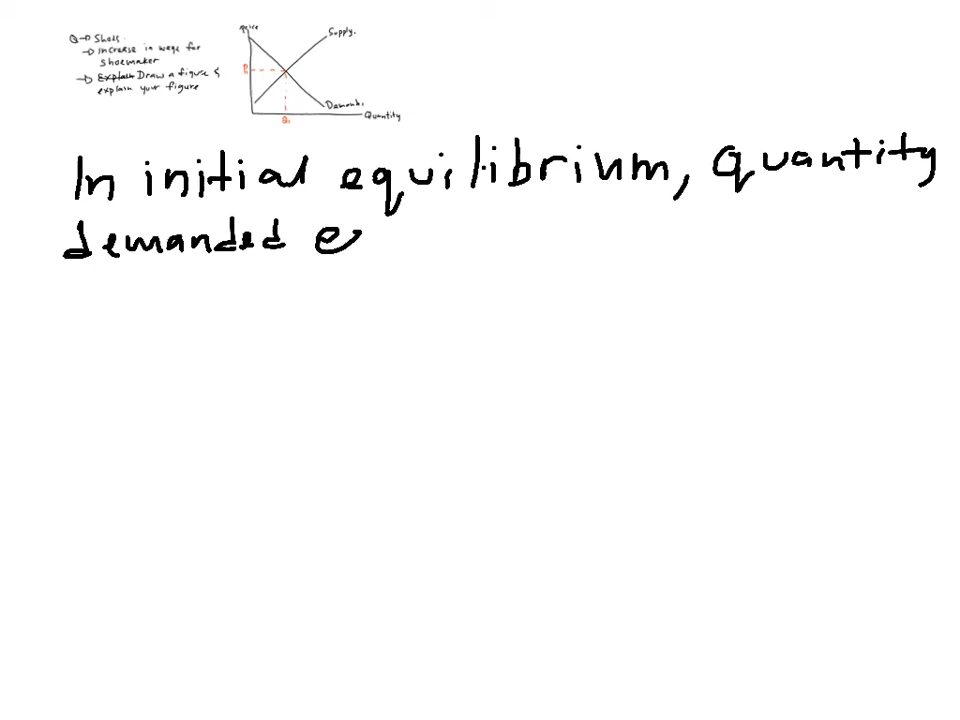 Q→ Shoes.
→ Increase in wage for
shoemaker
→ Explain Draw a figure &
explain your figure
Price
Supply.
P
Demand.
Q₁
Quantity
In initial equilibrium, quantity
demanded e